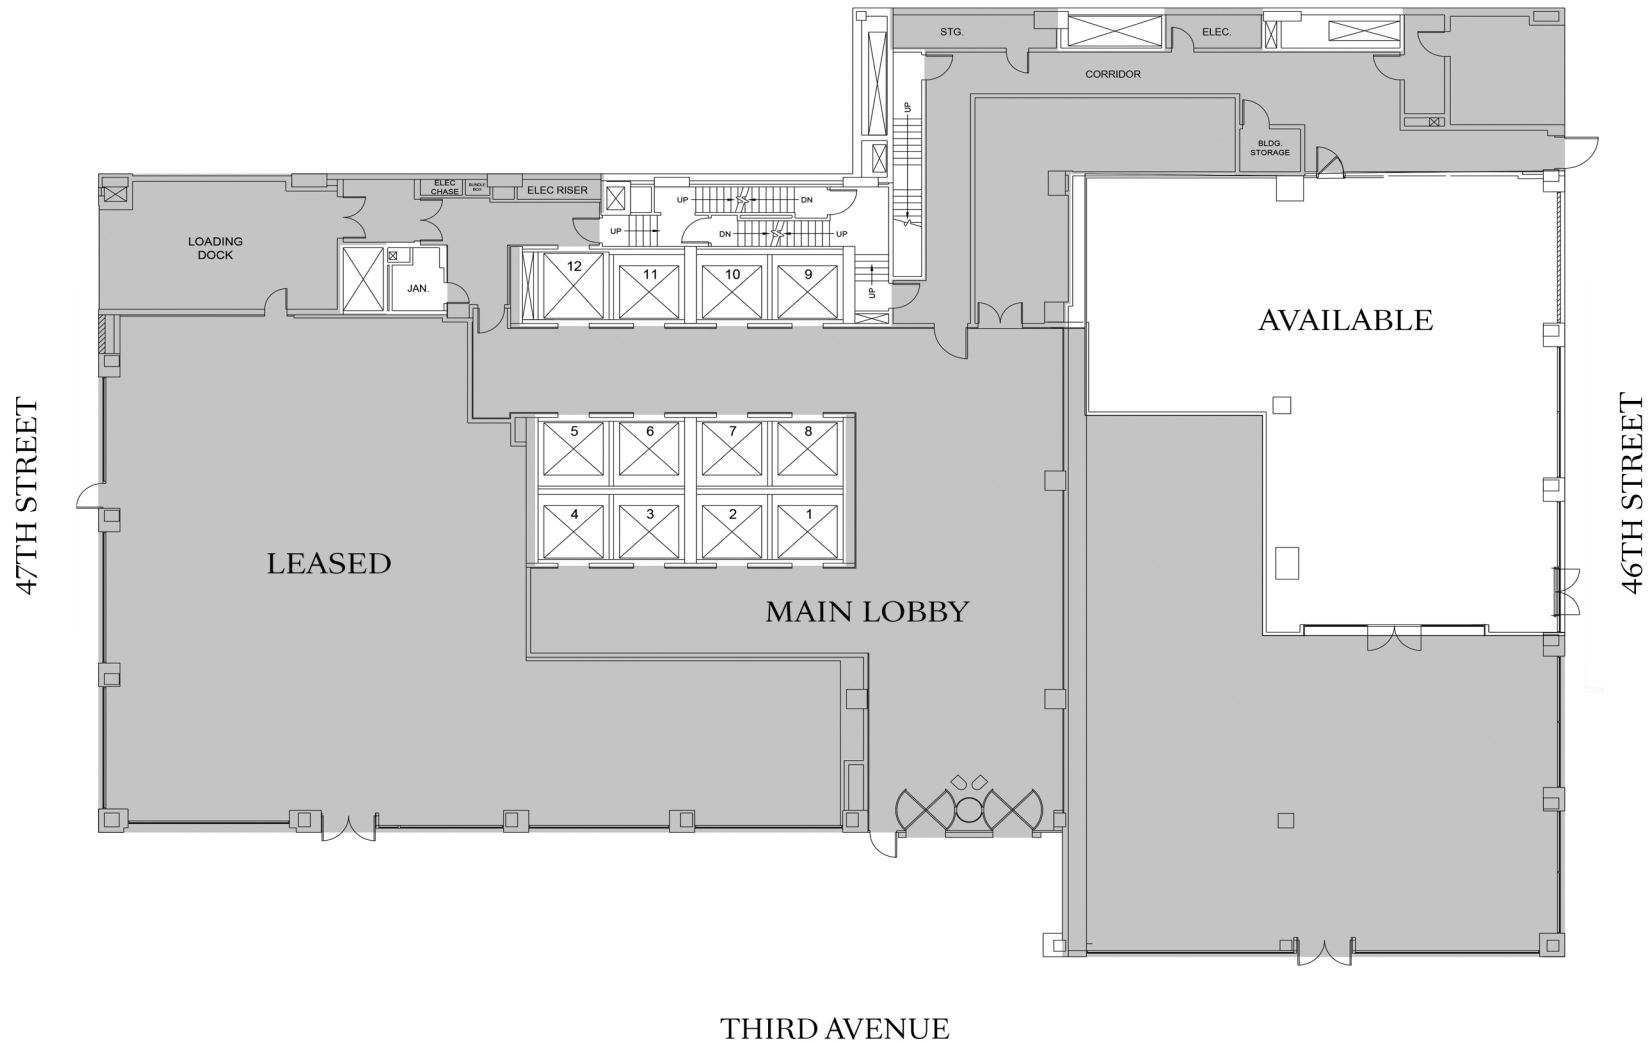 STG.
ELEC.
CORRIDOR
UP
BLDG.
STORAGE
ELEC
CHASE
BUNDLE
BOX
ELEC RISER
UP
DN
UP
DN
UP
LOADING
DOCK
JAN.
12
11
10
9
UP
AVAILABLE
47TH STREET
46TH STREET
5
6
7
8
4
3
2
1
LEASED
MAIN LOBBY
THIRD AVENUE